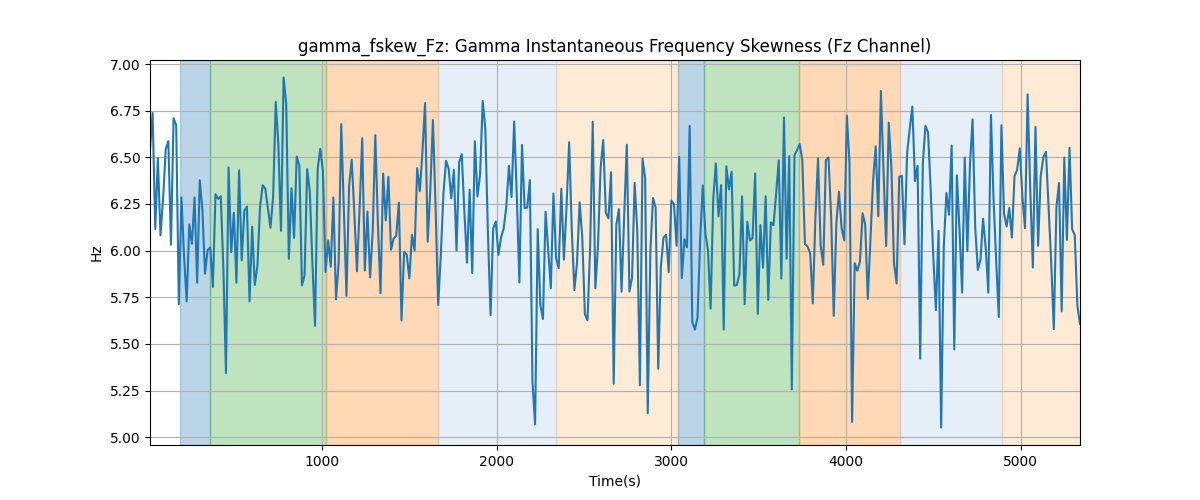 gamma_fskew_Fz: Gamma Instantaneous Frequency Skewness (Fz Channel)
7.00
6.75
6.50
6.25
6.00
5.75
5.50
5.25
5.00
Hz
1000 2000 3000 4000 5000
Time(s)